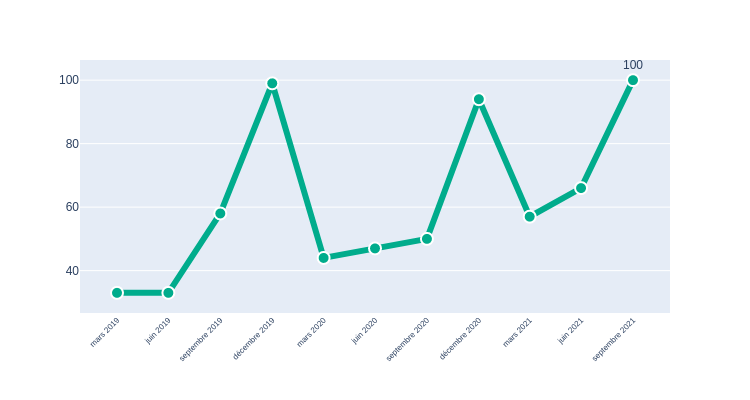 100
100
80
60
40
mars 2019
juin 2019
septembre 2019
décembre 2019
mars 2020
juin 2020
septembre 2020
décembre 2020
mars 2021
juin 2021
septembre 2021